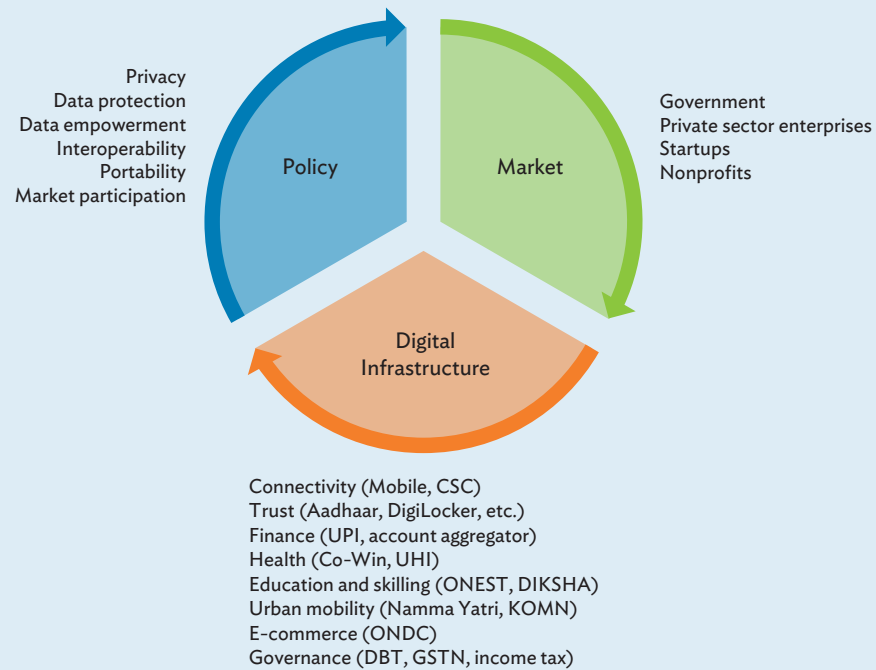 Privacy
Data protection
Data empowerment
Interoperability
Portability
Market participation
Policy
Market
Government
Private sector enterprises
Startups
Nonprofits
Digital
Infrastructure
Connectivity (Mobile, CSC)
Trust (Aadhaar, DigiLocker, etc.)
Finance (UPI, account aggregator)
Health (Co-Win, UHI)
Education and skilling (ONEST, DIKSHA)
Urban mobility (Namma Yatri, KOMN)
E-commerce (ONDC)
Governance (DBT, GSTN, income tax)